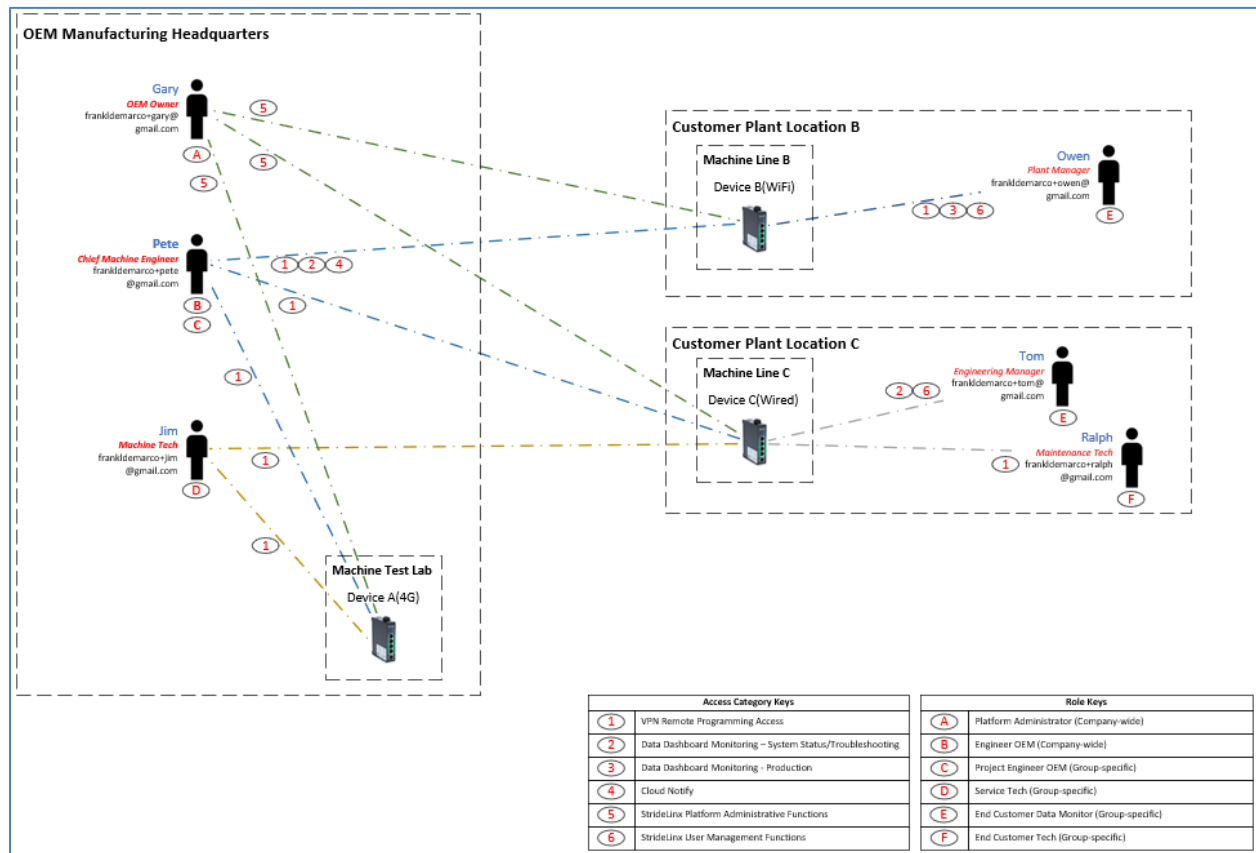 OEM Manufacturing Headquarters
Gary
OEM Owner
frankldemarco+gary@
gmail.com
A
5
5
5
Pete
Chief Machine Engineer
frankldemarco+pete
@gmail.com
B
C
1 2 4
1
1
Jim
Machine Tech
frankldemarco+jim
@gmail.com
D
1
1
Machine Test Lab
Device A(4G)
Customer Plant Location B
Machine Line B
Device B(WiFi)
Owen
Plant Manager
frankldemarco+owen@
gmail.com
E
1 3 6
Customer Plant Location C
Machine Line C
Device C(Wired)
Tom
Engineering Manager
frankldemarco+tom@
gmail.com
E
2 6
Ralph
Maintenance Tech
frankldemarco+ralph
@gmail.com
F
1
Access Category Keys
1 VPN Remote Programming Access
2 Data Dashboard Monitoring – System Status/Troubleshooting
3 Data Dashboard Monitoring - Production
4 Cloud Notify
5 StrideLinx Platform Administrative Functions
6 StrideLinx User Management Functions
Role Keys
A Platform Administrator (Company-wide)
B Engineer OEM (Company-wide)
C Project Engineer OEM (Group-specific)
D Service Tech (Group-specific)
E End Customer Data Monitor (Group-specific)
F End Customer Tech (Group-specific)